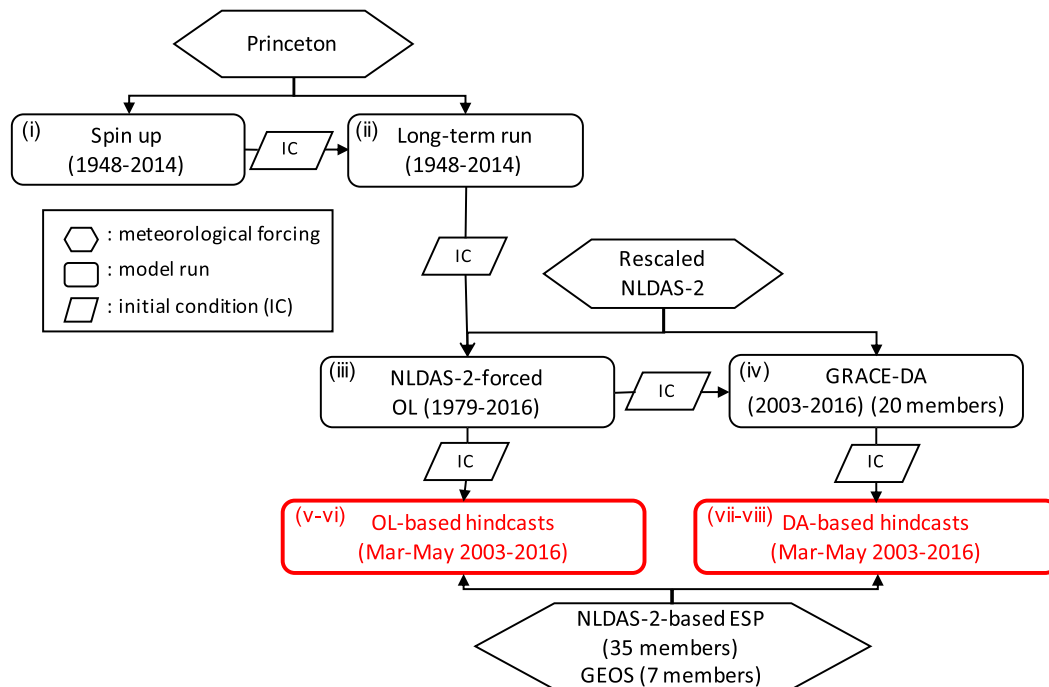 Princeton
(i)
Spin up
(1948-2014)
IC
(ii)
Long-term run
(1948-2014)
: meteorological forcing
: model run
: initial condition (IC)
IC
Rescaled
NLDAS-2
(iii)
NLDAS-2-forced
OL (1979-2016)
IC
(iv)
GRACE-DA
(2003-2016) (20 members)
IC
IC
(v-vi)
OL-based hindcasts
(Mar-May 2003-2016)
(vii-viii)
DA-based hindcasts
(Mar-May 2003-2016)
NLDAS-2-based ESP
(35 members)
GEOS (7 members)